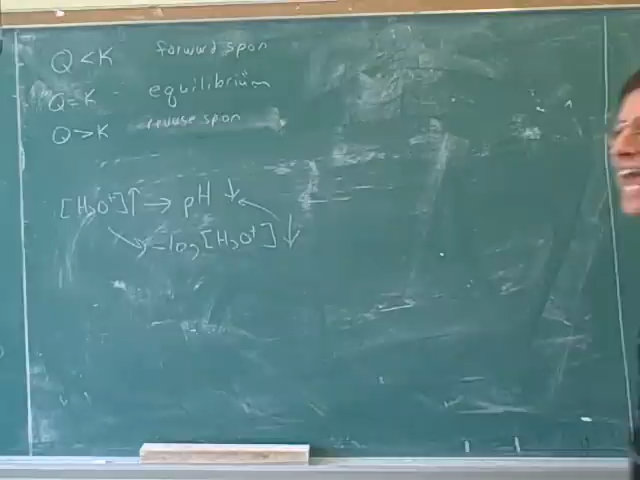 Q < K forward spon
Q = K equilibrium
Q > K reverse spon
[H₃O⁺]↑ → pH ↓
-log[H₃O⁺] ↓